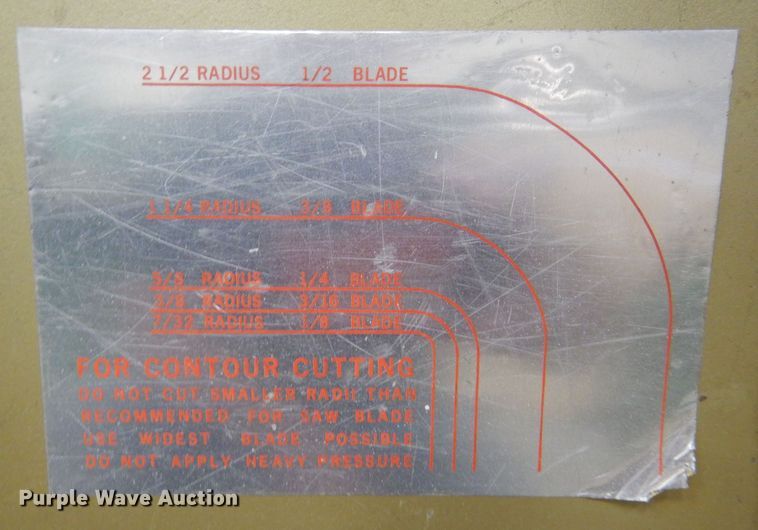 2 1/2 RADIUS 1/2 BLADE
1 1/4 RADIUS 3/8 BLADE
5/8 RADIUS 1/4 BLADE
3/8 RADIUS 3/16 BLADE
7/32 RADIUS 1/8 BLADE
FOR CONTOUR CUTTING
DO NOT CUT SMALLER RADII THAN
RECOMMENDED FOR SAW BLADE
USE WIDEST BLADE POSSIBLE
DO NOT APPLY HEAVY PRESSURE
Purple Wave Auction